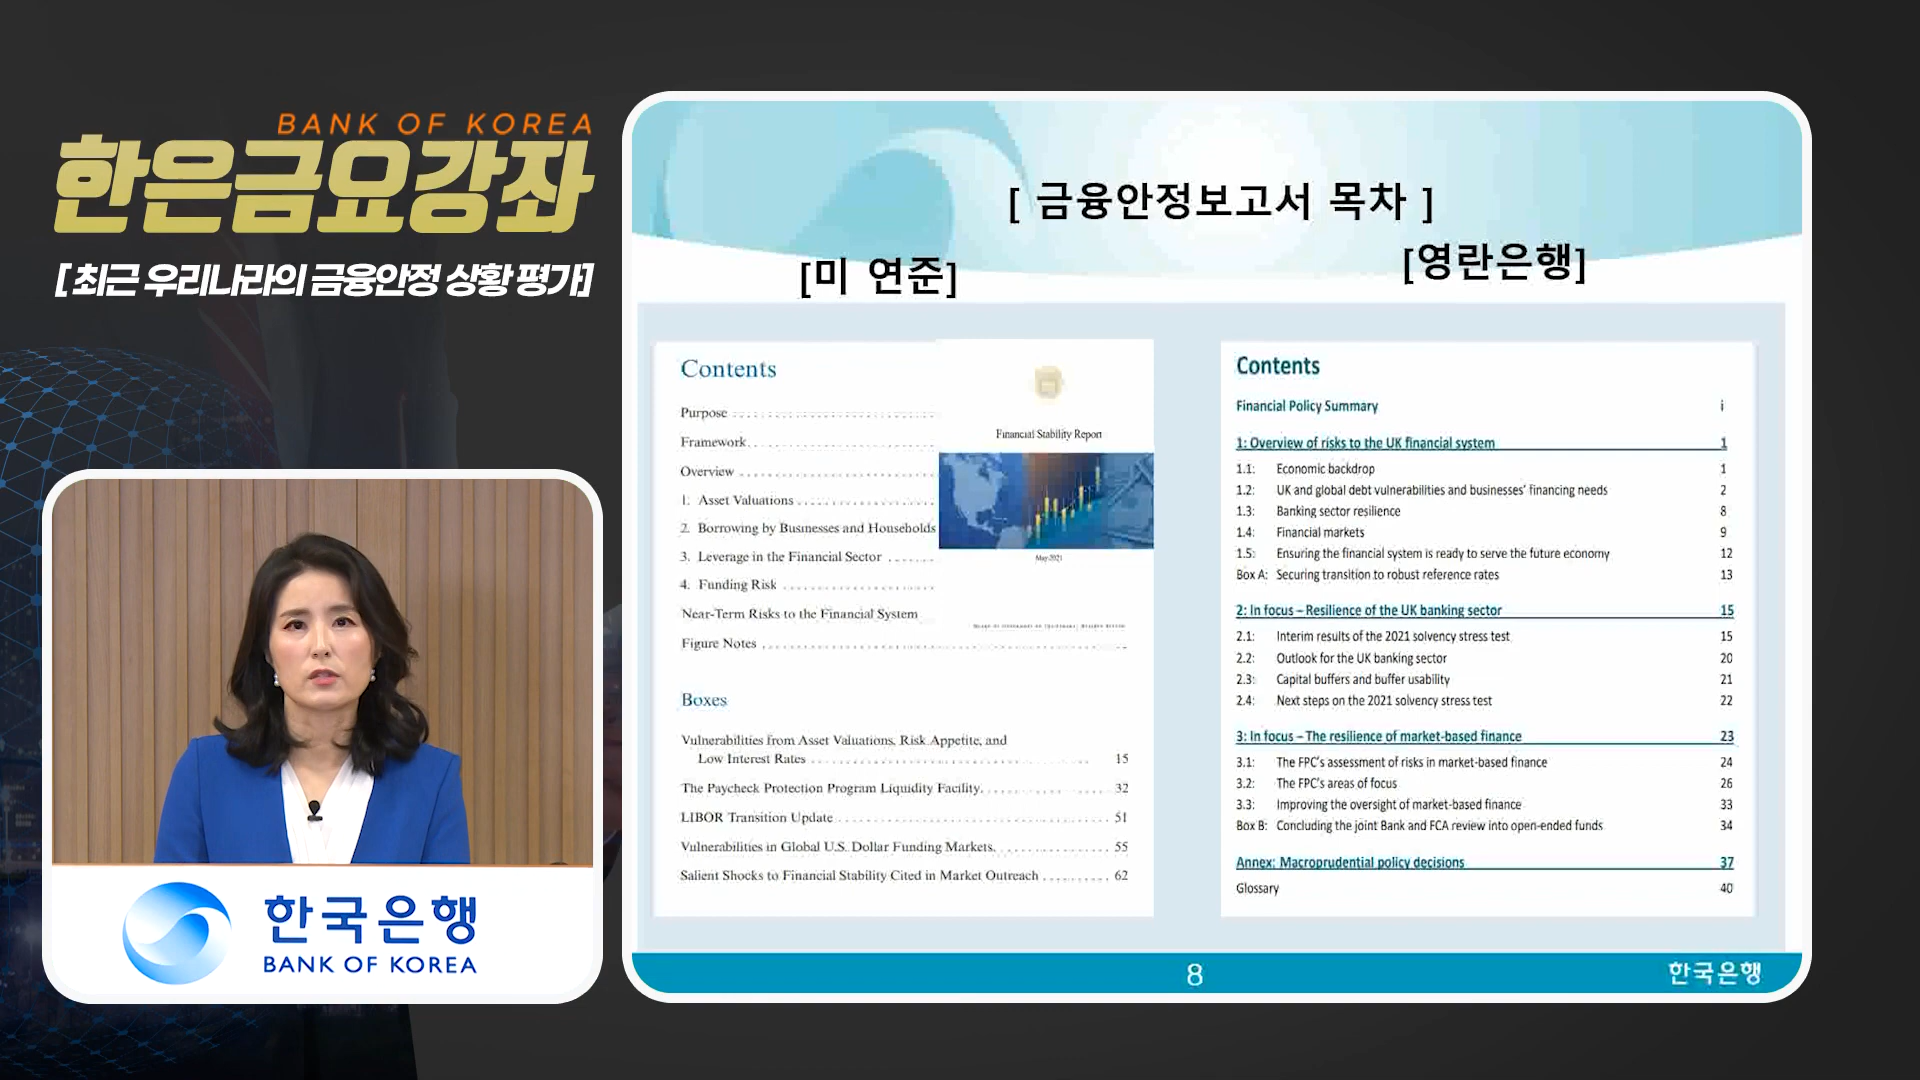 BANK OF KOREA
한은금요강좌
[ 최근 우리나라의 금융안정 상황 평가]
한국은행
BANK OF KOREA
[ 금융안정보고서 목차 ]
[미 연준]
[영란은행]
Contents
Purpose
Framework
Overview
1. Asset Valuations
2. Borrowing by Businesses and Households
3. Leverage in the Financial Sector
4. Funding Risk
Near-Term Risks to the Financial System
Figure Notes
Financial Stability Report
May 2021
Boxes
Vulnerabilities from Asset Valuations, Risk Appetite, and
Low Interest Rates 15
The Paycheck Protection Program Liquidity Facility 32
LIBOR Transition Update 51
Vulnerabilities in Global U.S. Dollar Funding Markets 55
Salient Shocks to Financial Stability Cited in Market Outreach 62
Contents
Financial Policy Summary i
1: Overview of risks to the UK financial system 1
1.1: Economic backdrop 1
1.2: UK and global debt vulnerabilities and businesses' financing needs 2
1.3: Banking sector resilience 8
1.4: Financial markets 9
1.5: Ensuring the financial system is ready to serve the future economy 12
Box A: Securing transition to robust reference rates 13
2: In focus – Resilience of the UK banking sector 15
2.1: Interim results of the 2021 solvency stress test 15
2.2: Outlook for the UK banking sector 20
2.3: Capital buffers and buffer usability 21
2.4: Next steps on the 2021 solvency stress test 22
3: In focus – The resilience of market-based finance 23
3.1: The FPC's assessment of risks in market-based finance 24
3.2: The FPC's areas of focus 26
3.3: Improving the oversight of market-based finance 33
Box B: Concluding the joint Bank and FCA review into open-ended funds 34
Annex: Macroprudential policy decisions 37
Glossary 40
8
한국은행